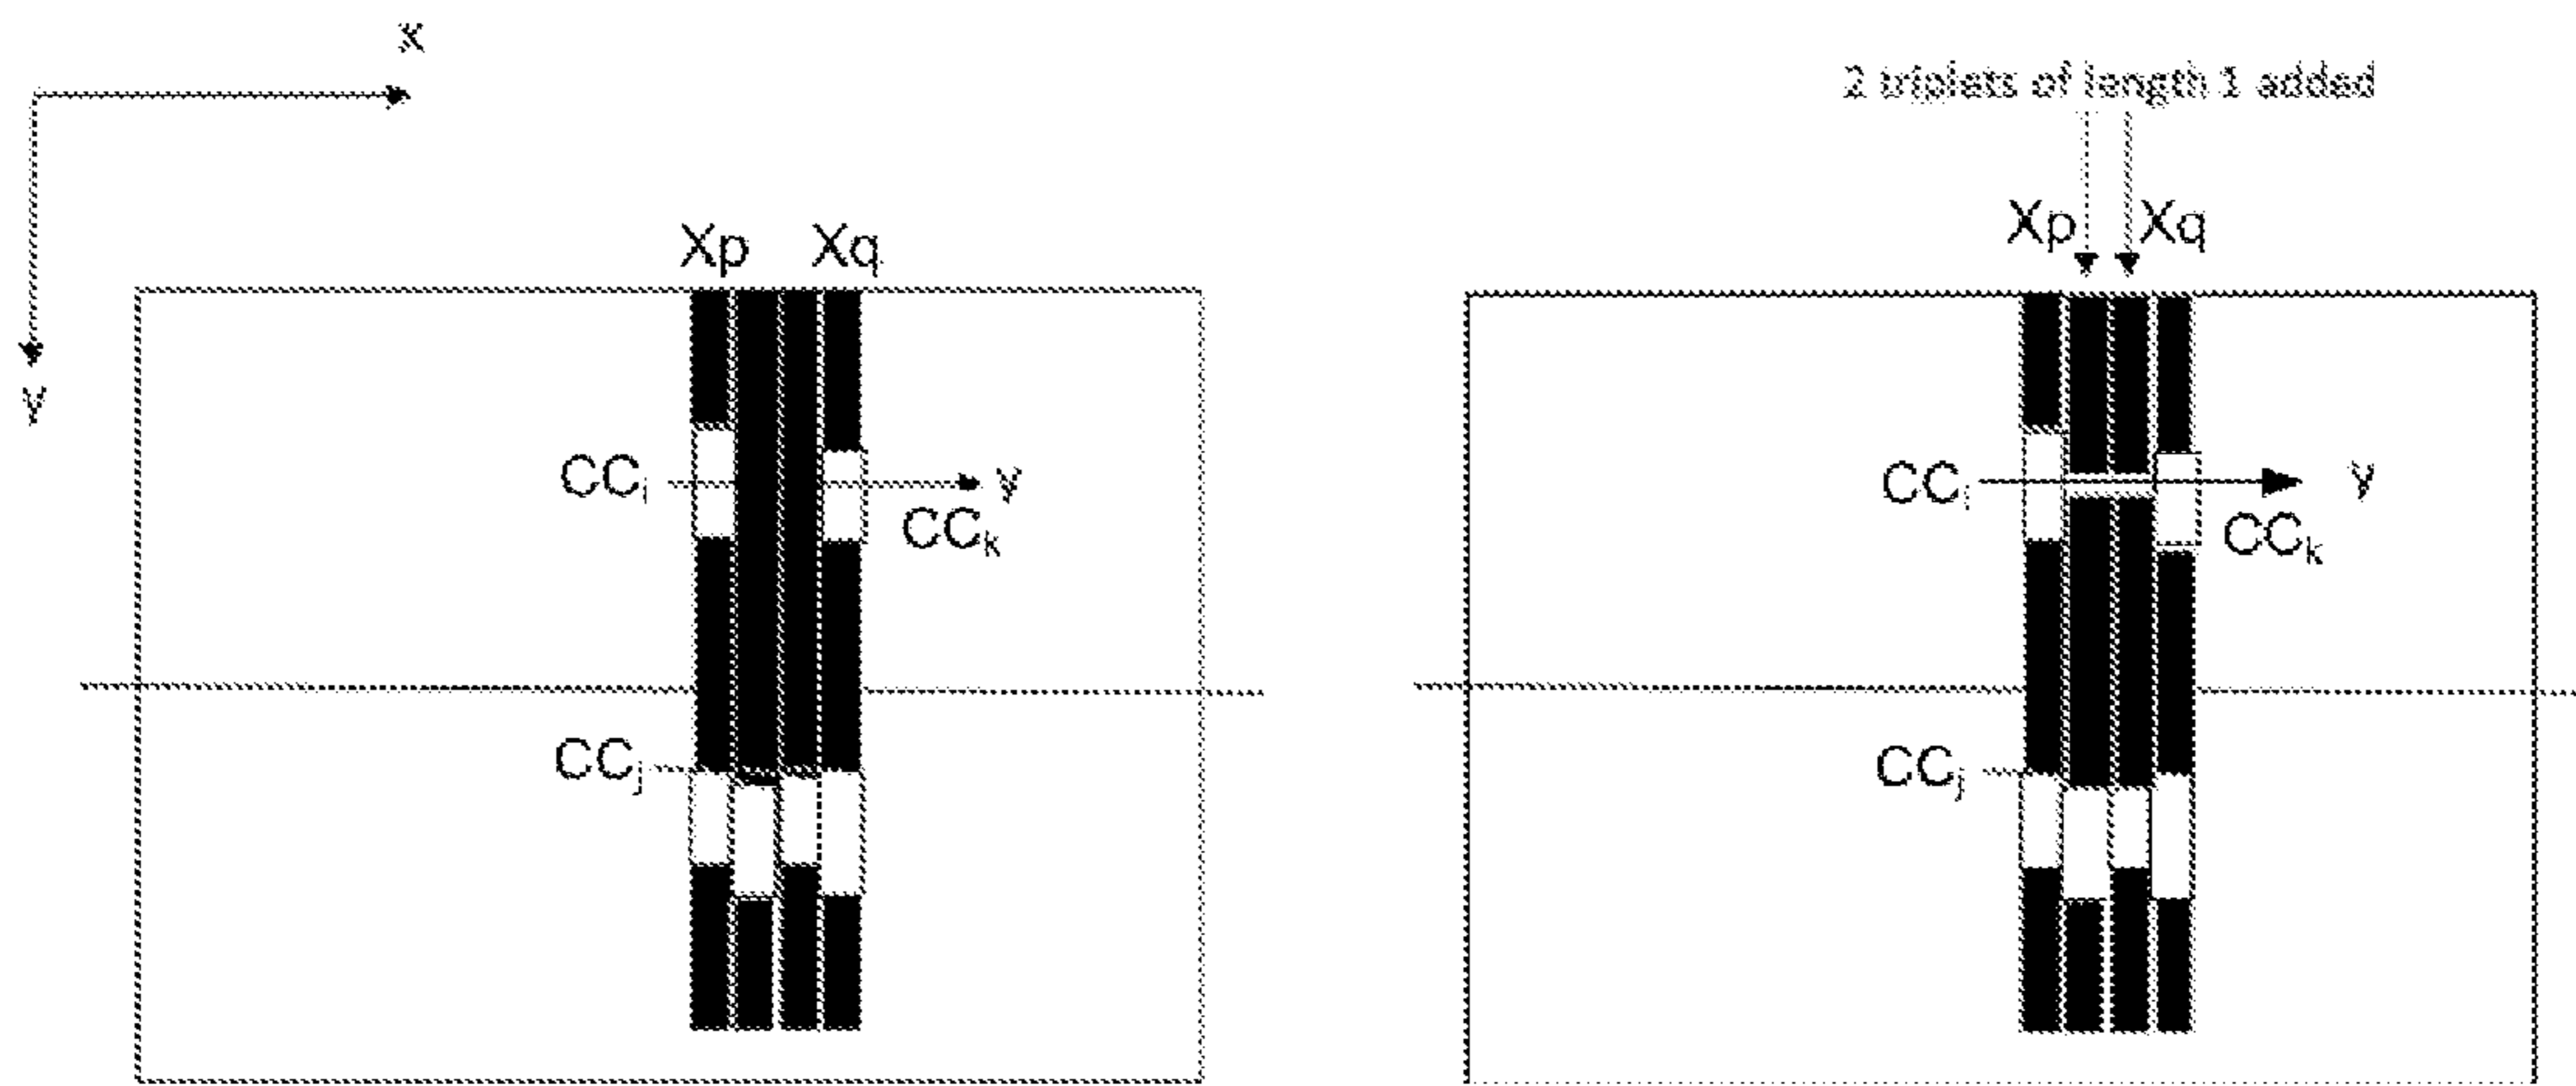 x
2 triplets of length 1 added
Xp Xq
Xp Xq
y
CCi y
CCk
CCi y
CCk
CCj
CCj